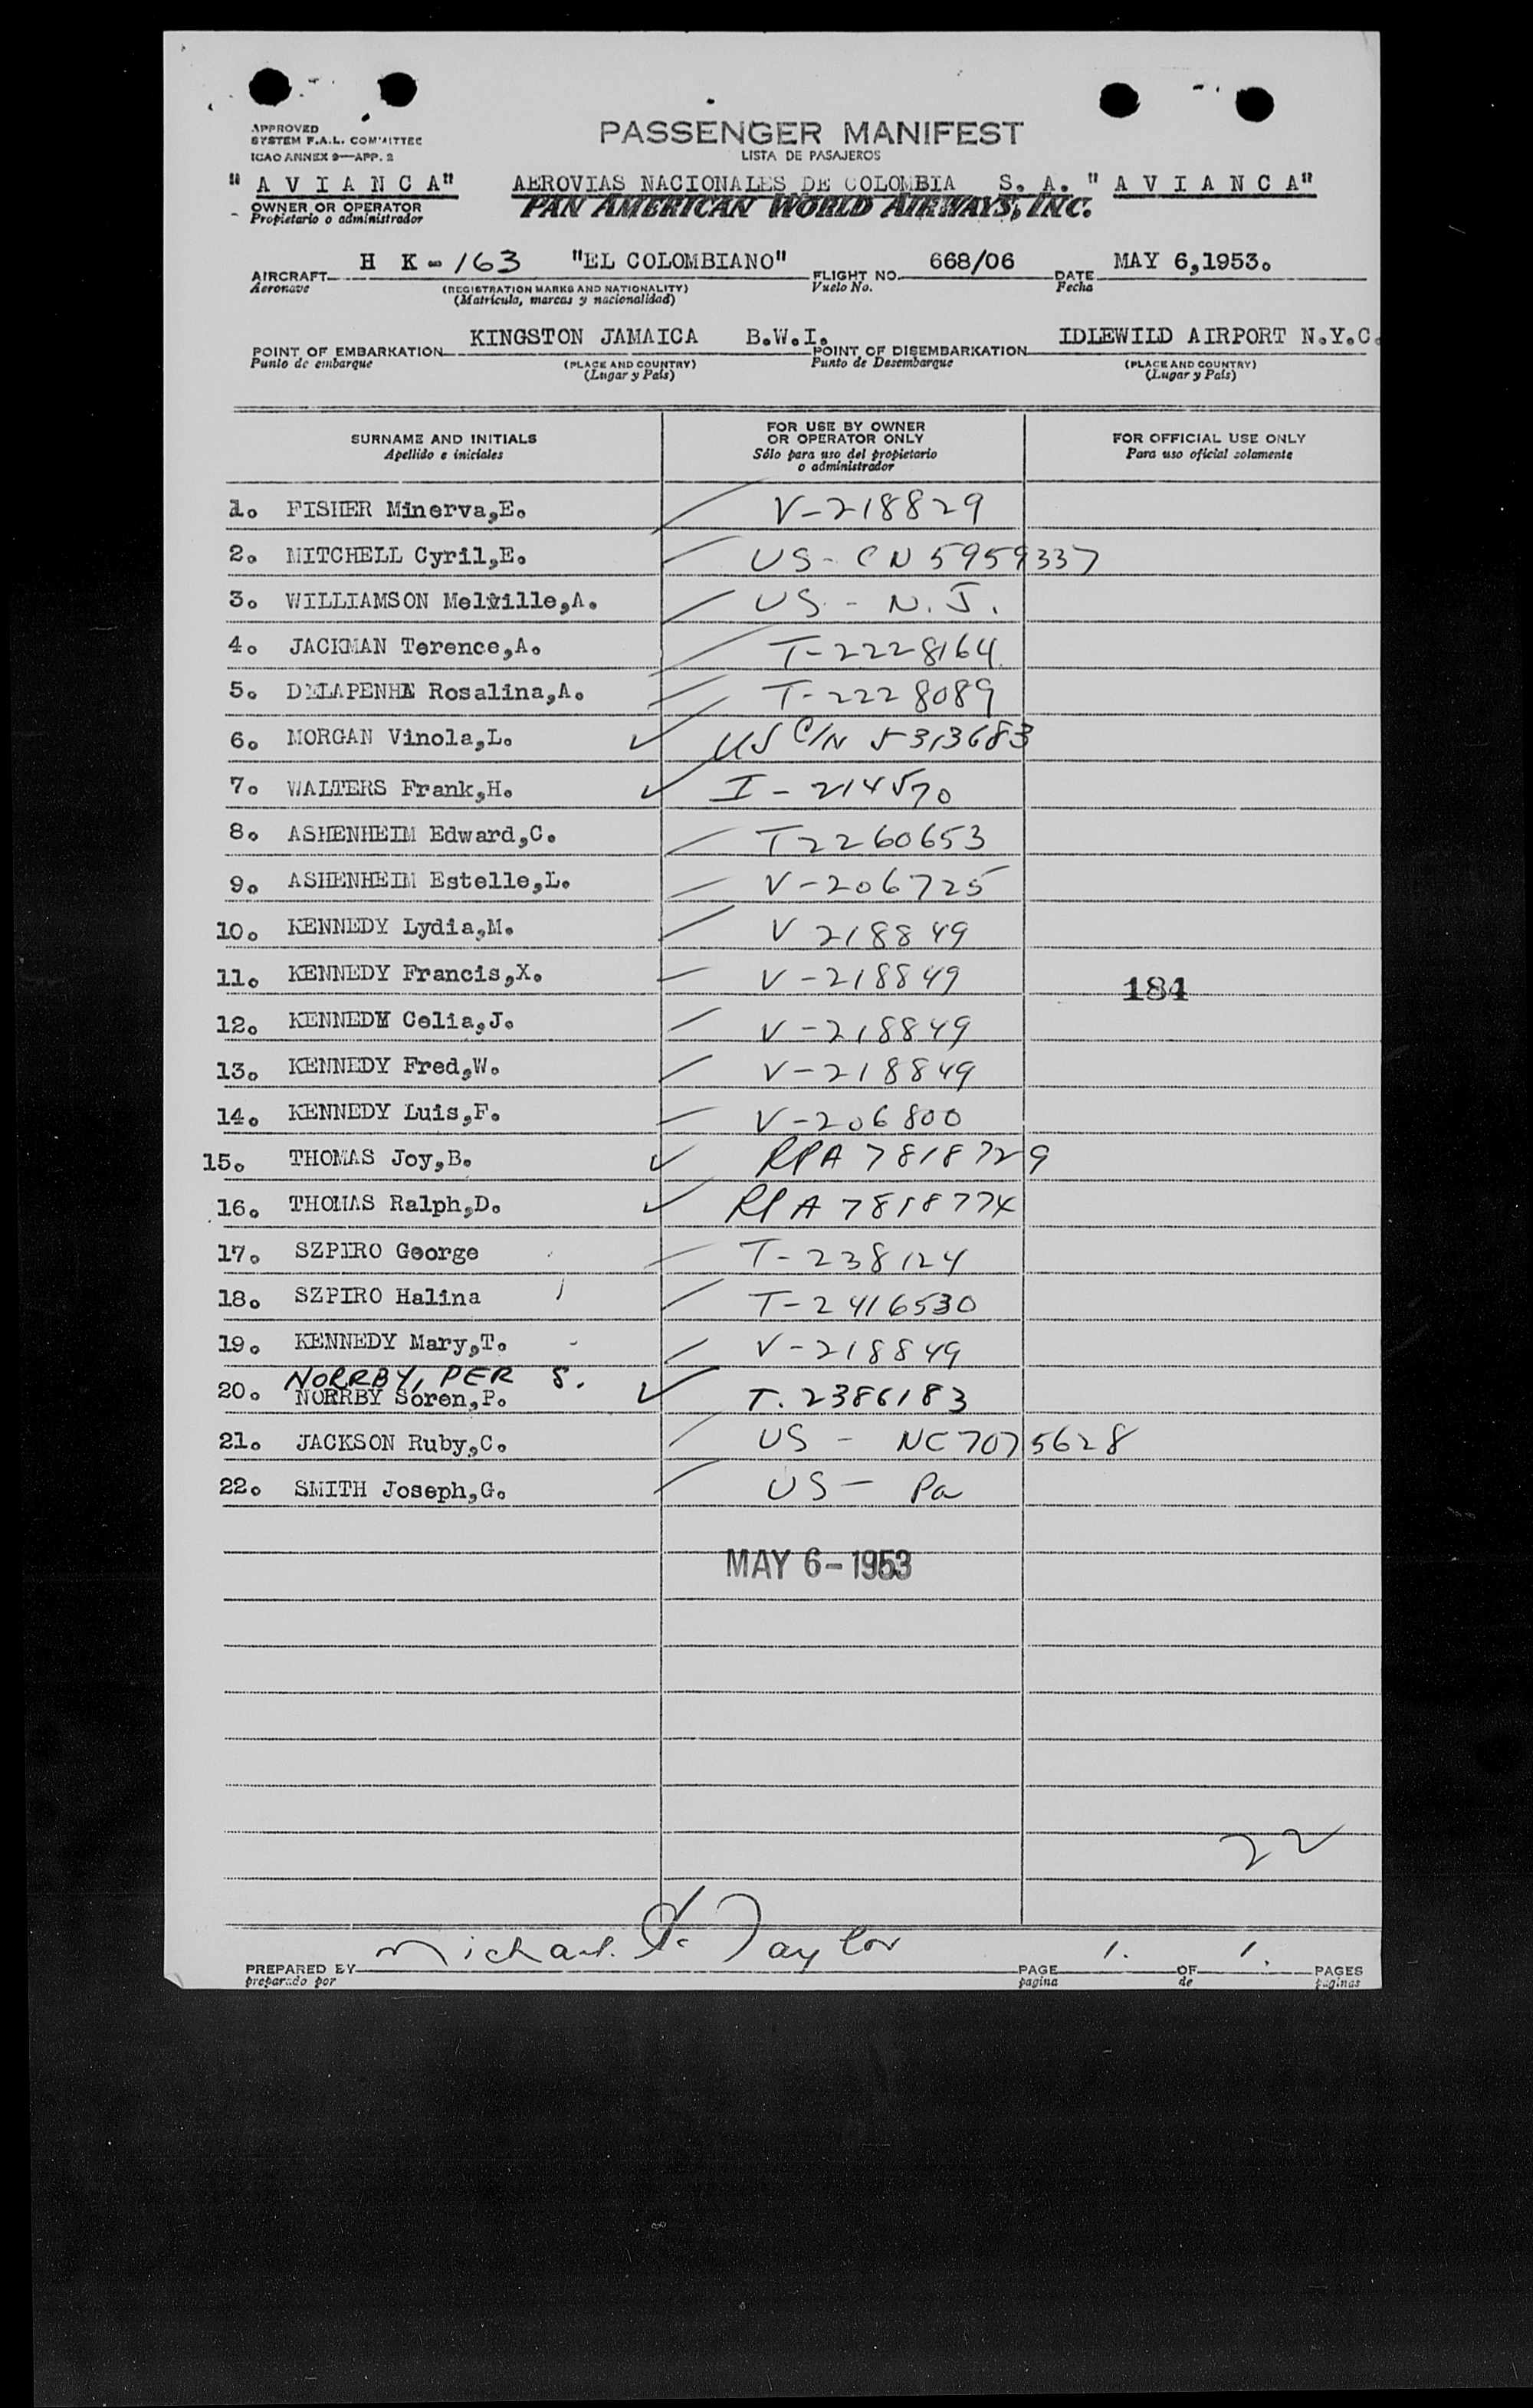 APPROVED
SYSTEM F.A.L. COMMITTEE
ICAO ANNEX 9—APP. 2
PASSENGER MANIFEST
LISTA DE PASAJEROS
" A V I A N C A" AEROVIAS NACIONALES DE COLOMBIA S. A. " A V I A N C A"
OWNER OR OPERATOR PAN AMERICAN WORLD AIRWAYS, INC.
Propietario o administrador
H K - 163 "EL COLOMBIANO" 668/06 MAY 6,1953.
AIRCRAFT FLIGHT NO. DATE
Aeronave (REGISTRATION MARKS AND NATIONALITY) Vuelo No. Fecha
(Matrícula, marcas y nacionalidad)
KINGSTON JAMAICA B.W.I. IDLEWILD AIRPORT N.Y.C.
POINT OF EMBARKATION POINT OF DISEMBARKATION
Punto de embarque (PLACE AND COUNTRY) Punto de Desembarque (PLACE AND COUNTRY)
(Lugar y País) (Lugar y País)
SURNAME AND INITIALS FOR USE BY OWNER OR OPERATOR ONLY FOR OFFICIAL USE ONLY
Apellido e iniciales Sólo para uso del propietario o administrador Para uso oficial solamente
1. FISHER Minerva,E. V-218829
2. MITCHELL Cyril,E. US - CN 5959337
3. WILLIAMSON Melville,A. US - N.J.
4. JACKMAN Terence,A. T-2228164
5. DELAPENHA Rosalina,A. T-2228089
6. MORGAN Vinola,L. US C/N 5313683
7. WALTERS Frank,H. I - 214570
8. ASHENHEIM Edward,C. T2260653
9. ASHENHEIM Estelle,L. V-206725
10. KENNEDY Lydia,M. V 218849
11. KENNEDY Francis,X. V-218849 184
12. KENNEDY Celia,J. V-218849
13. KENNEDY Fred,W. V-218849
14. KENNEDY Luis,F. V-206800
15. THOMAS Joy,B. RPA 7818729
16. THOMAS Ralph,D. RPA 7818774
17. SZPIRO George T-238124
18. SZPIRO Halina T-2416530
19. KENNEDY Mary,T. V-218849
NORRBY, PER S.
20. NORRBY Soren,P. T. 2386183
21. JACKSON Ruby,C. US - NC 7075628
22. SMITH Joseph,G. US - Pa
MAY 6-1953
22
Taylor 1. 1.
PREPARED BY PAGE OF PAGES
preparado por pagina de paginas